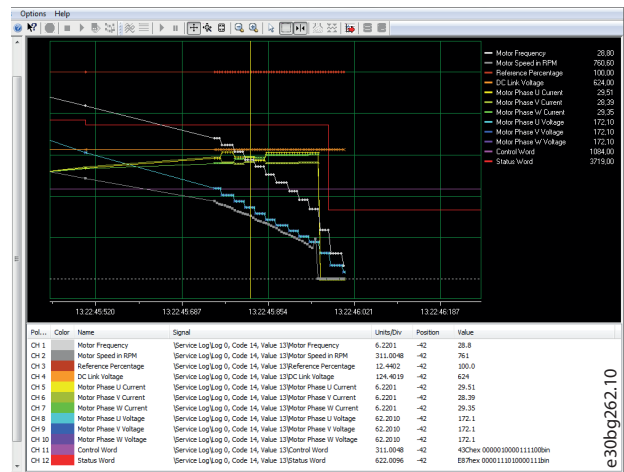 Options Help
Motor Frequency 28,80
Motor Speed in RPM 760,60
Reference Percentage 100,00
DC Link Voltage 624,00
Motor Phase U Current 29,51
Motor Phase V Current 28,39
Motor Phase W Current 29,35
Motor Phase U Voltage 172,10
Motor Phase V Voltage 172,10
Motor Phase W Voltage 172,10
Control Word 1084,00
Status Word 3719,00
13:22:45:520 13:22:45:687 13:22:45:854 13:22:46:021 13:22:46:187
Pol... Color Name Signal Units/Div Position Value
CH 1 Motor Frequency \Service Log\Log 0, Code 14, Value 13\Motor Frequency 6.2201 -42 28.8
CH 2 Motor Speed in RPM \Service Log\Log 0, Code 14, Value 13\Motor Speed in RPM 311.0048 -42 761
CH 3 Reference Percentage \Service Log\Log 0, Code 14, Value 13\Reference Percentage 12.4402 -42 100.0
CH 4 DC Link Voltage \Service Log\Log 0, Code 14, Value 13\DC Link Voltage 124.4019 -42 624
CH 5 Motor Phase U Current \Service Log\Log 0, Code 14, Value 13\Motor Phase U Current 6.2201 -42 29.51
CH 6 Motor Phase V Current \Service Log\Log 0, Code 14, Value 13\Motor Phase V Current 6.2201 -42 28.39
CH 7 Motor Phase W Current \Service Log\Log 0, Code 14, Value 13\Motor Phase W Current 6.2201 -42 29.35
CH 8 Motor Phase U Voltage \Service Log\Log 0, Code 14, Value 13\Motor Phase U Voltage 62.2010 -42 172.1
CH 9 Motor Phase V Voltage \Service Log\Log 0, Code 14, Value 13\Motor Phase V Voltage 62.2010 -42 172.1
CH 10 Motor Phase W Voltage \Service Log\Log 0, Code 14, Value 13\Motor Phase W Voltage 62.2010 -42 172.1
CH 11 Control Word \Service Log\Log 0, Code 14, Value 13\Control Word 311.0048 -42 43Chex 0000010000111100bin
CH 12 Status Word \Service Log\Log 0, Code 14, Value 13\Status Word 622.0096 -42 E87hex 0000111010000111bin
e30bg262.10